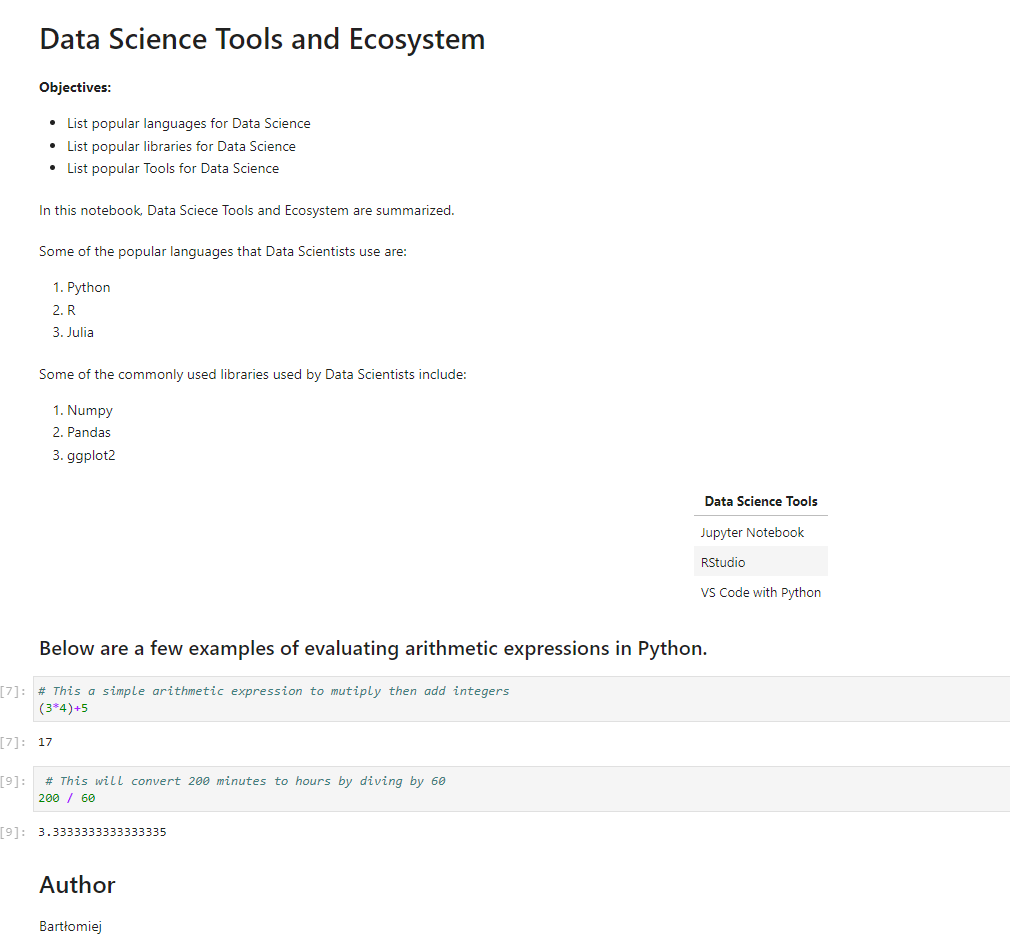 Data Science Tools and Ecosystem
Objectives:
• List popular languages for Data Science
• List popular libraries for Data Science
• List popular Tools for Data Science
In this notebook, Data Sciece Tools and Ecosystem are summarized.
Some of the popular languages that Data Scientists use are:
1. Python
2. R
3. Julia
Some of the commonly used libraries used by Data Scientists include:
1. Numpy
2. Pandas
3. ggplot2
Data Science Tools
Jupyter Notebook
RStudio
VS Code with Python
Below are a few examples of evaluating arithmetic expressions in Python.
[7]: # This a simple arithmetic expression to mutiply then add integers
(3*4)+5
[7]: 17
[9]: # This will convert 200 minutes to hours by diving by 60
200 / 60
[9]: 3.3333333333333335
Author
Bartłomiej